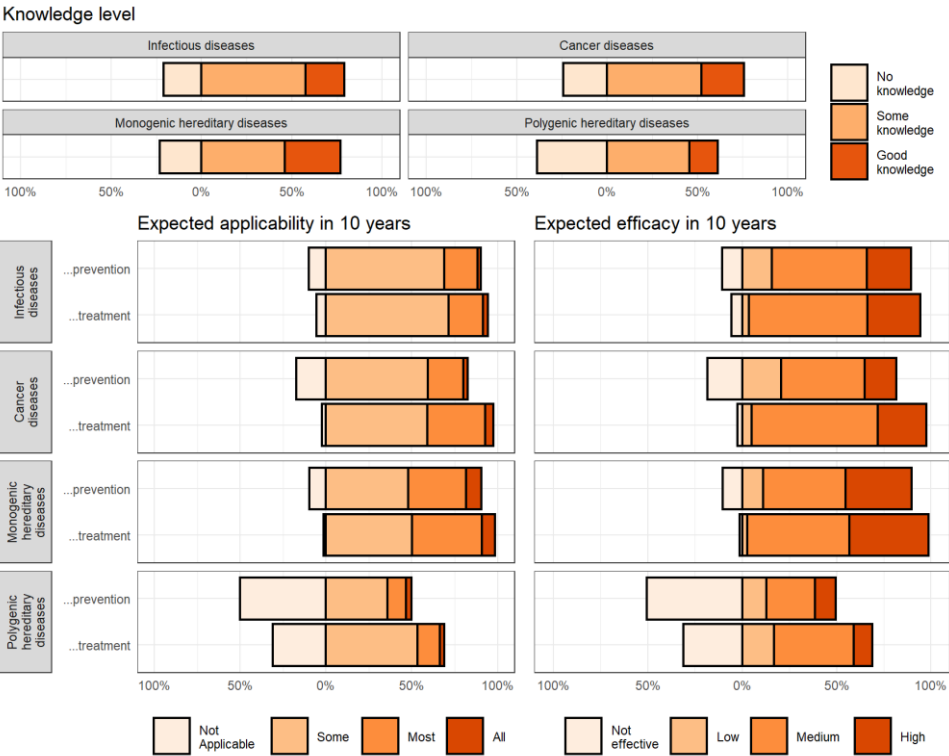 Knowledge level
Infectious diseases
Cancer diseases
Monogenic hereditary diseases
Polygenic hereditary diseases
100% 50% 0% 50% 100%
100% 50% 0% 50% 100%
No
knowledge
Some
knowledge
Good
knowledge
Expected applicability in 10 years
Expected efficacy in 10 years
Infectious
diseases
...prevention
...treatment
Cancer
diseases
...prevention
...treatment
Monogenic
hereditary
diseases
...prevention
...treatment
Polygenic
hereditary
diseases
...prevention
...treatment
100% 50% 0% 50% 100%
100% 50% 0% 50% 100%
Not
Applicable
Some
Most
All
Not
effective
Low
Medium
High